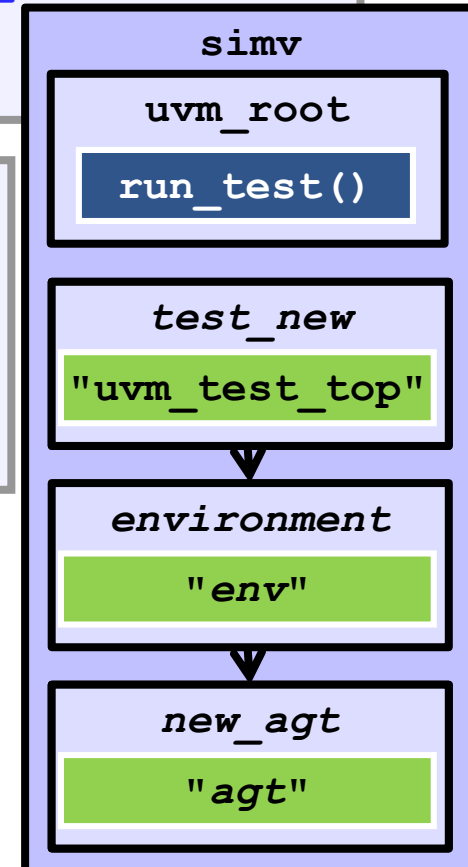 simv
uvm_root
run_test()
test_new
"uvm_test_top"
environment
"env"
new_agt
"agt"